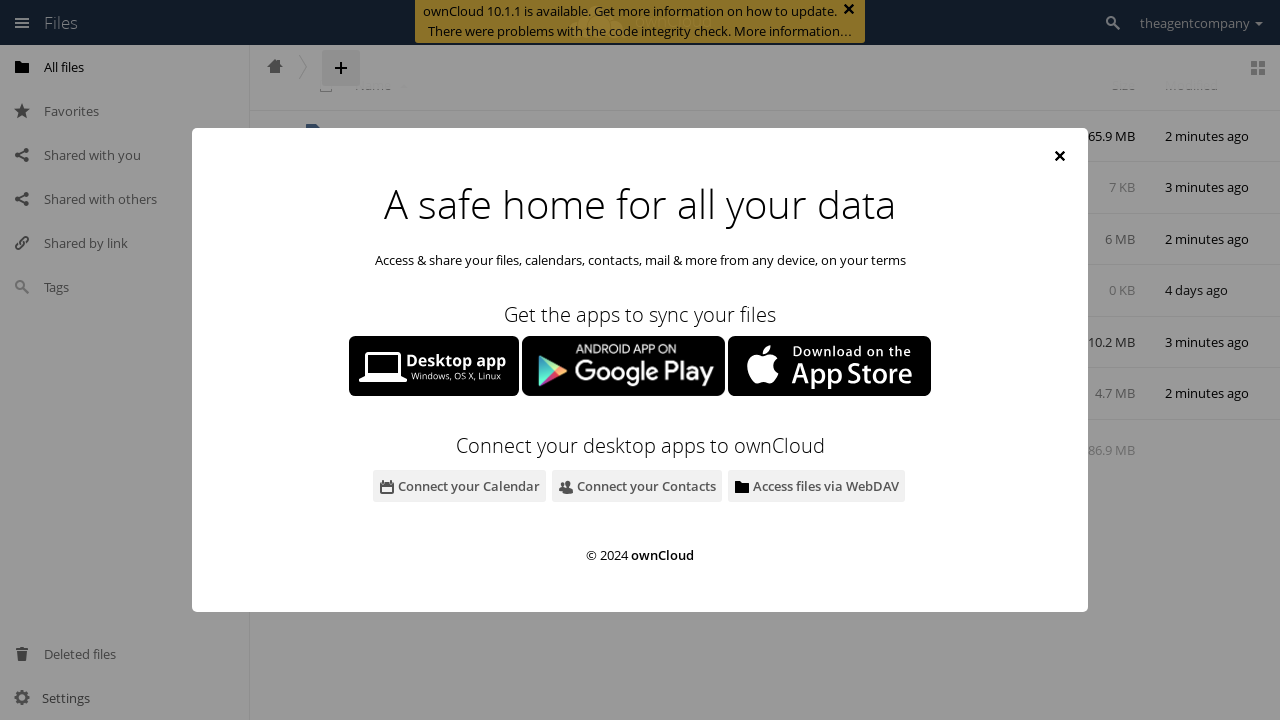 ownCloud 10.1.1 is available. Get more information on how to update.
There were problems with the code integrity check. More information…
Files
theagentcompany
All files
Favorites
Shared with you
Shared with others
Shared by link
Tags
Deleted files
Settings
65.9 MB 2 minutes ago
7 KB 3 minutes ago
6 MB 2 minutes ago
0 KB 4 days ago
10.2 MB 3 minutes ago
4.7 MB 2 minutes ago
86.9 MB
A safe home for all your data
Access & share your files, calendars, contacts, mail & more from any device, on your terms
Get the apps to sync your files
Desktop app
Windows, OS X, Linux
ANDROID APP ON
Google Play
Download on the
App Store
Connect your desktop apps to ownCloud
Connect your Calendar
Connect your Contacts
Access files via WebDAV
© 2024 ownCloud